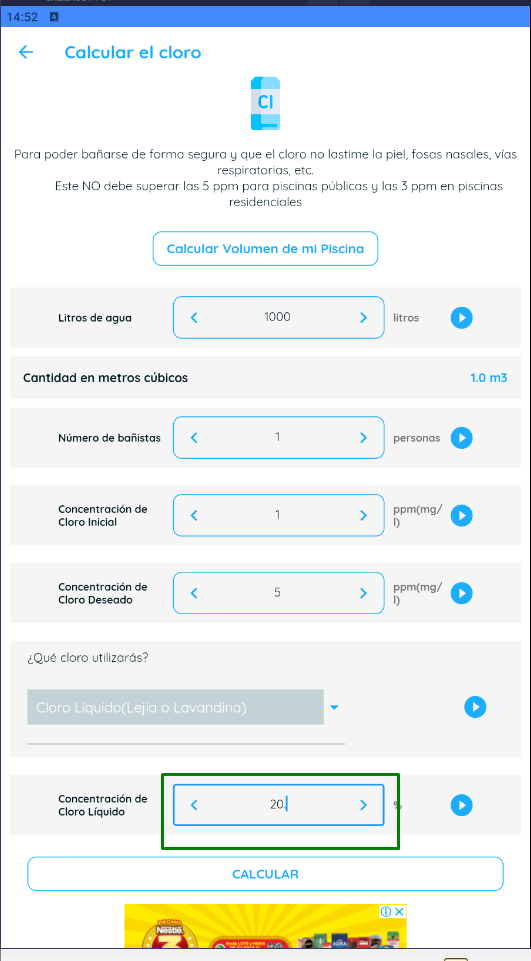 14:52 A
Calcular el cloro
Cl
Para poder bañarse de forma segura y que el cloro no lastime la piel, fosas nasales, vías
respiratorias, etc.
Este NO debe superar las 5 ppm para piscinas públicas y las 3 ppm en piscinas
residenciales
Calcular Volumen de mi Piscina
Litros de agua 1000 litros
Cantidad en metros cúbicos 1.0 m3
Número de bañistas 1 personas
Concentración de
Cloro Inicial 1 ppm(mg/
l)
Concentración de
Cloro Deseado 5 ppm(mg/
l)
¿Qué cloro utilizarás?
Cloro Liquido(Lejia o Lavandina)
Concentración de
Cloro Líquido 20. %
CALCULAR
PROMO
Nestlé
3